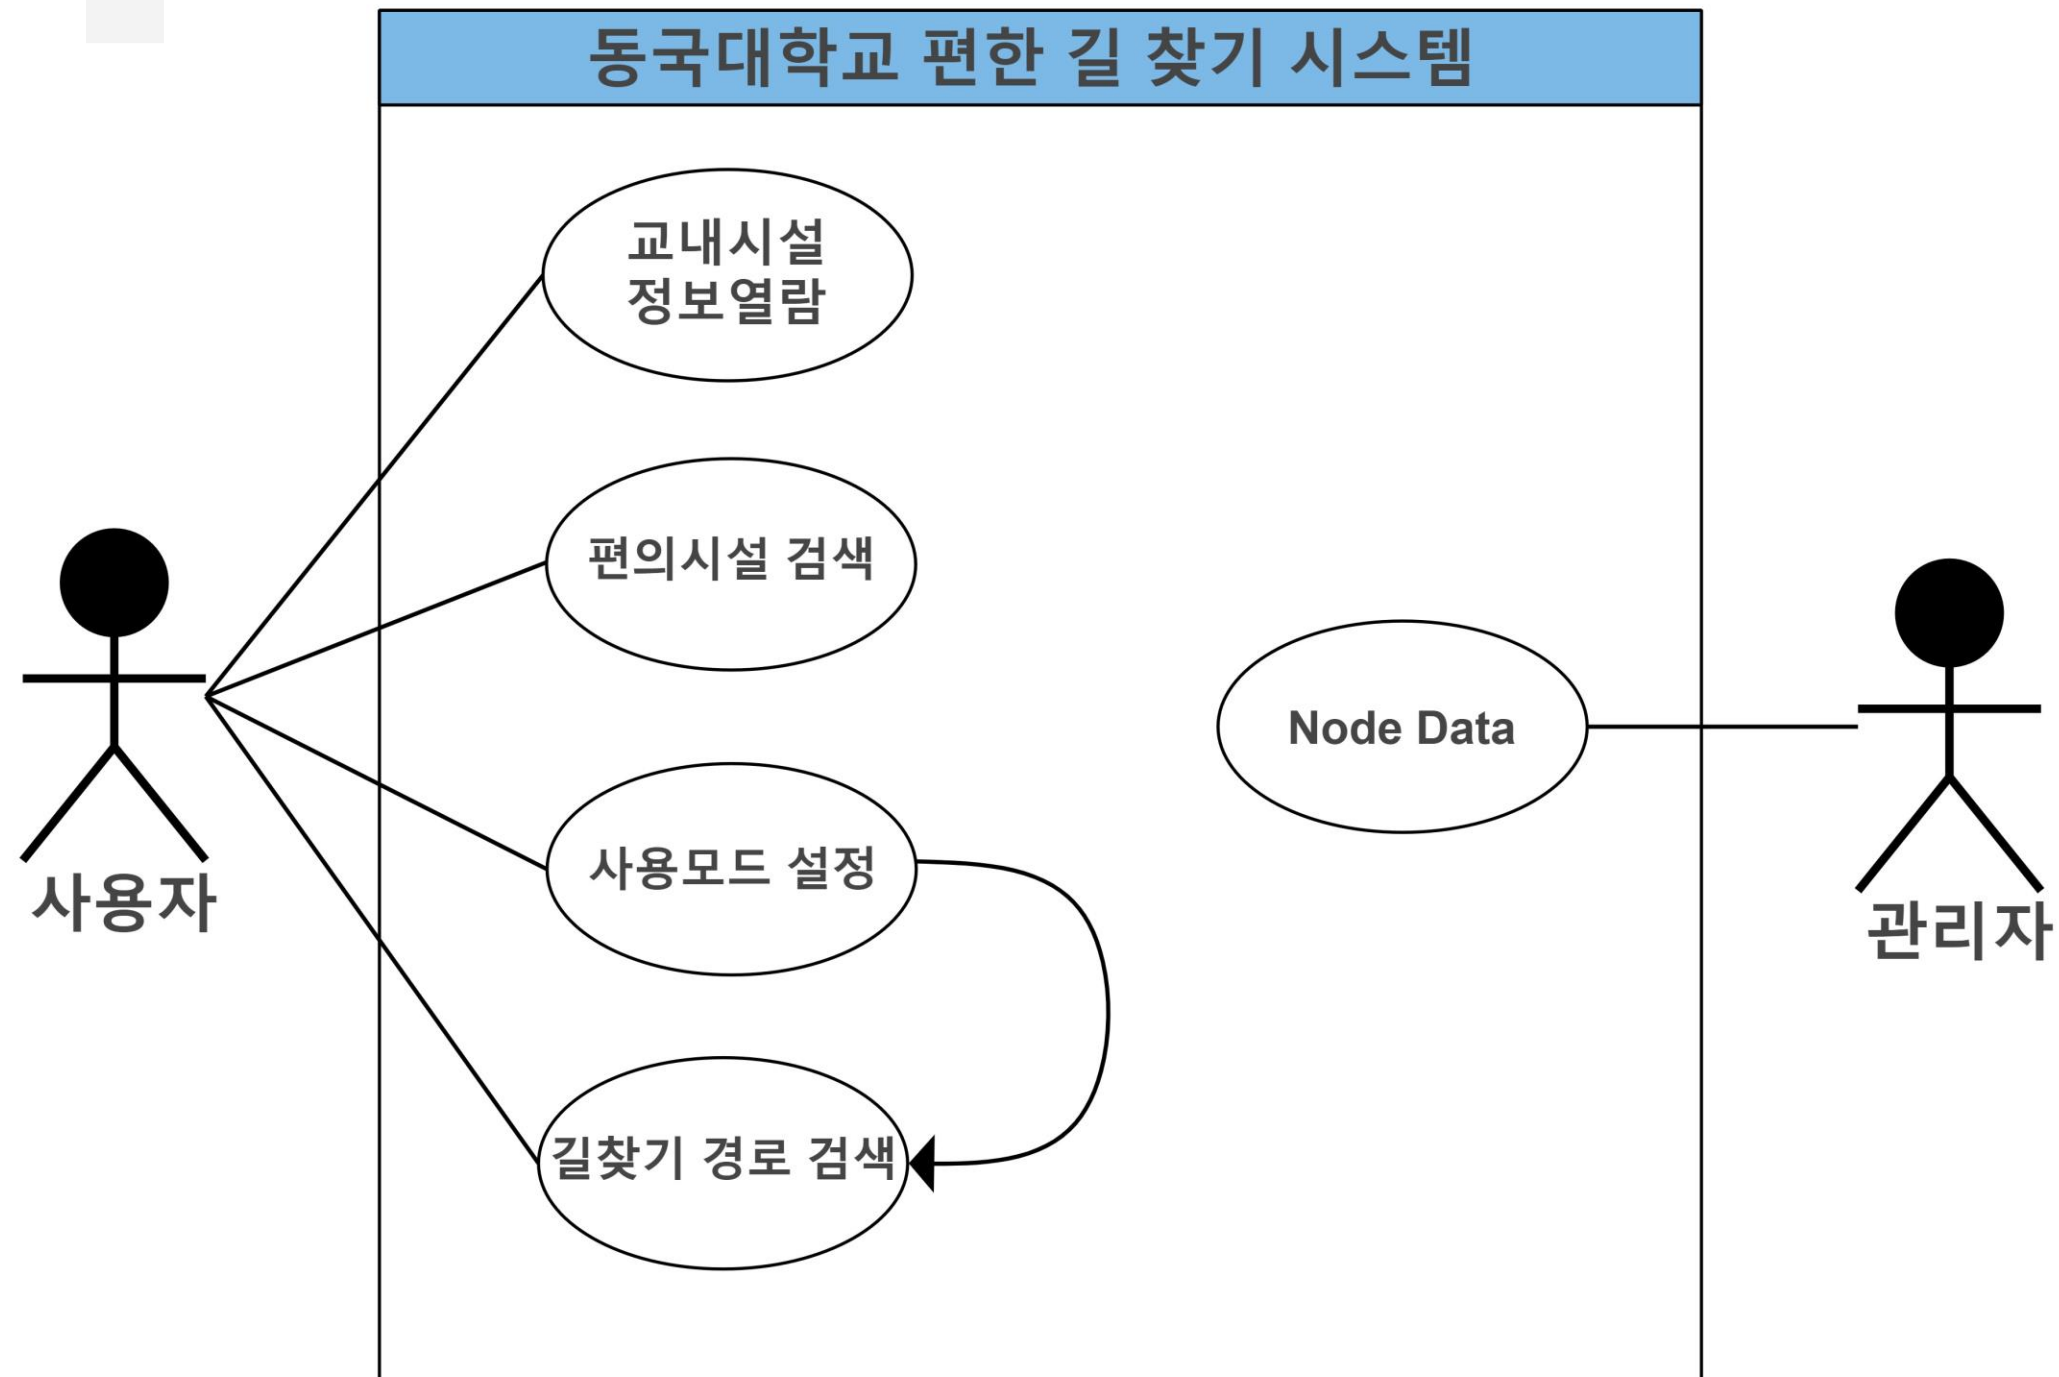 동국대학교 편한 길 찾기 시스템
교내시설
정보열람
편의시설 검색
Node Data
사용모드 설정
사용자
관리자
길찾기 경로 검색